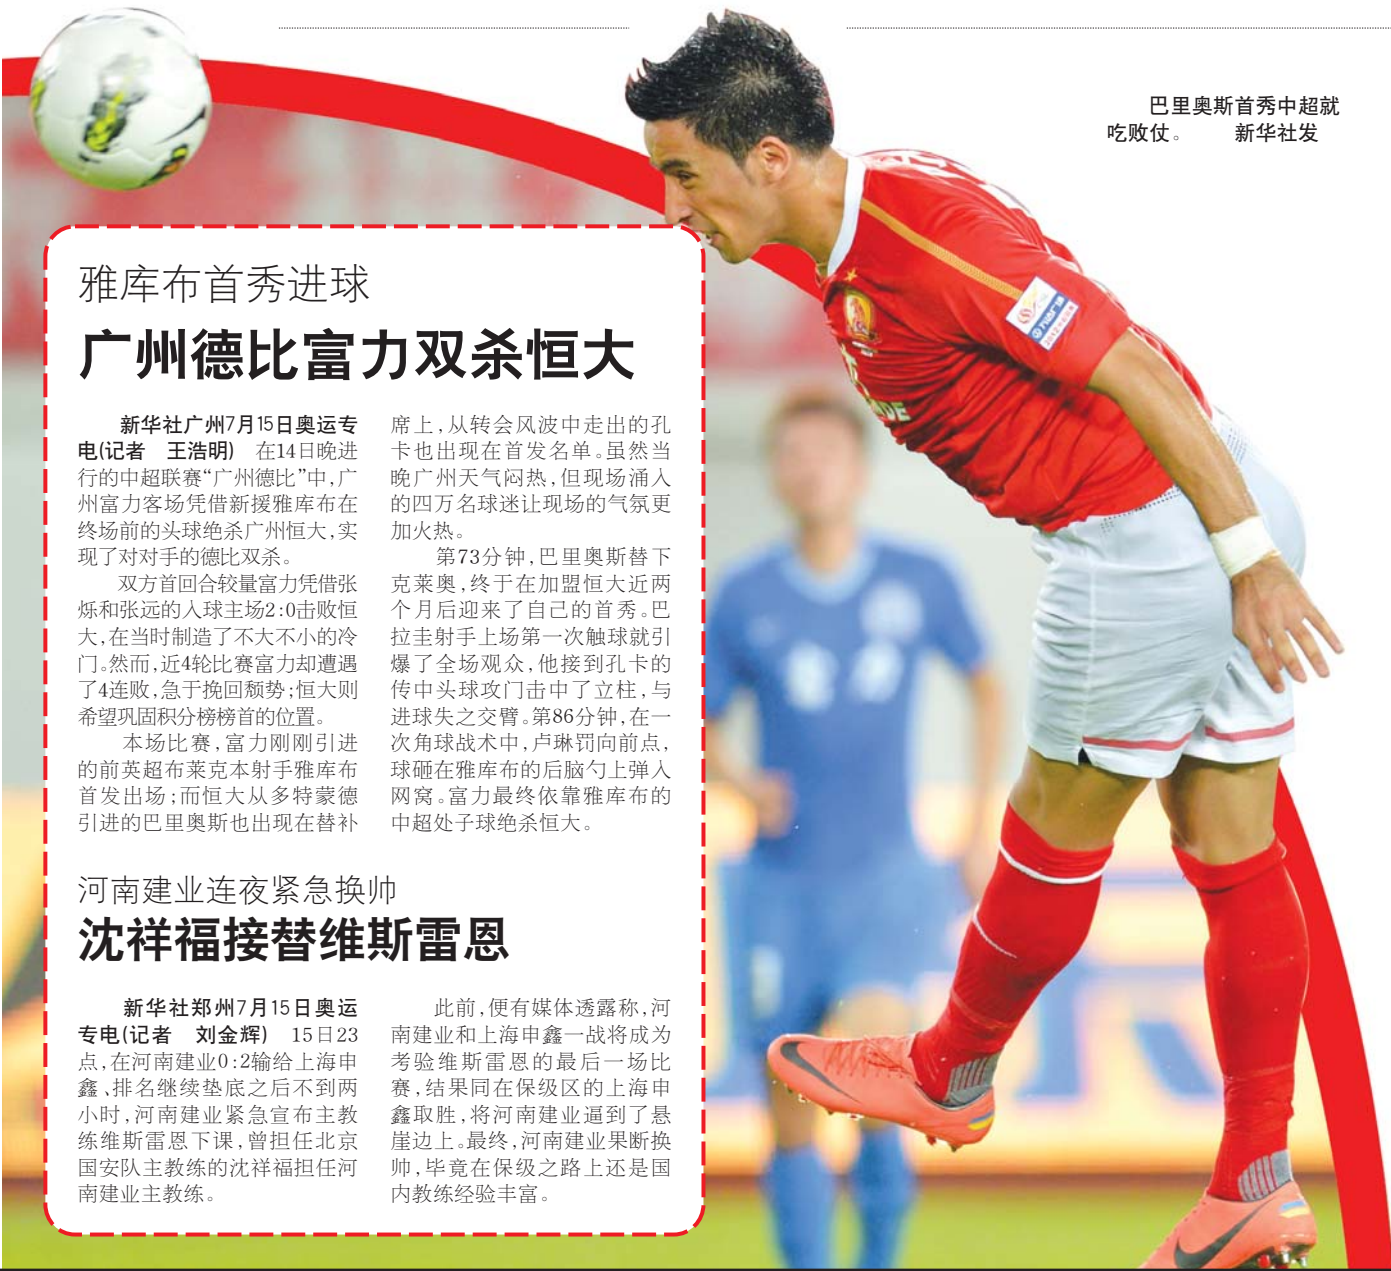 巴里奥斯首秀中超就
吃败仗。 新华社发
雅库布首秀进球
广州德比富力双杀恒大
新华社广州7月15日奥运专
电(记者 王浩明) 在14日晚进
行的中超联赛“广州德比”中,广
州富力客场凭借新援雅库布在
终场前的头球绝杀广州恒大,实
现了对对手的德比双杀。
双方首回合较量富力凭借张
烁和张远的入球主场2:0击败恒
大,在当时制造了不大不小的冷
门。然而,近4轮比赛富力却遭遇
了4连败,急于挽回颓势;恒大则
希望巩固积分榜榜首的位置。
本场比赛,富力刚刚引进
的前英超布莱克本射手雅库布
首发出场;而恒大从多特蒙德
引进的巴里奥斯也出现在替补
席上,从转会风波中走出的孔
卡也出现在首发名单。虽然当
晚广州天气闷热,但现场涌入
的四万名球迷让现场的气氛更
加火热。
第73分钟,巴里奥斯替下
克莱奥,终于在加盟恒大近两
个月后迎来了自己的首秀。巴
拉圭射手上场第一次触球就引
爆了全场观众,他接到孔卡的
传中头球攻门击中了立柱,与
进球失之交臂。第86分钟,在一
次角球战术中,卢琳罚向前点,
球砸在雅库布的后脑勺上弹入
网窝。富力最终依靠雅库布的
中超处子球绝杀恒大。
河南建业连夜紧急换帅
沈祥福接替维斯雷恩
新华社郑州7月15日奥运
专电(记者 刘金辉) 15日23
点,在河南建业0:2输给上海申
鑫、排名继续垫底之后不到两
小时,河南建业紧急宣布主教
练维斯雷恩下课,曾担任北京
国安队主教练的沈祥福担任河
南建业主教练。
此前,便有媒体透露称,河
南建业和上海申鑫一战将成为
考验维斯雷恩的最后一场比
赛,结果同在保级区的上海申
鑫取胜,将河南建业逼到了悬
崖边上。最终,河南建业果断换
帅,毕竟在保级之路上还是国
内教练经验丰富。